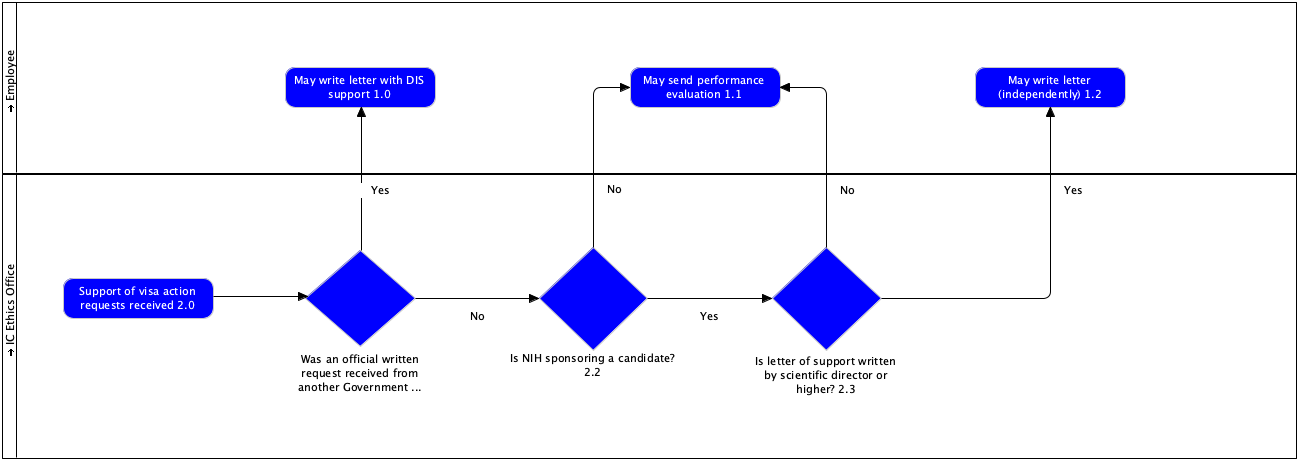 Employee
May write letter with DIS
support 1.0
May send performance
evaluation 1.1
May write letter
(independently) 1.2
Yes
No
No
Yes
IC Ethics Office
Support of visa action
requests received 2.0
No
Yes
Was an official written
request received from
another Government ...
Is NIH sponsoring a candidate?
2.2
Is letter of support written
by scientific director or
higher? 2.3